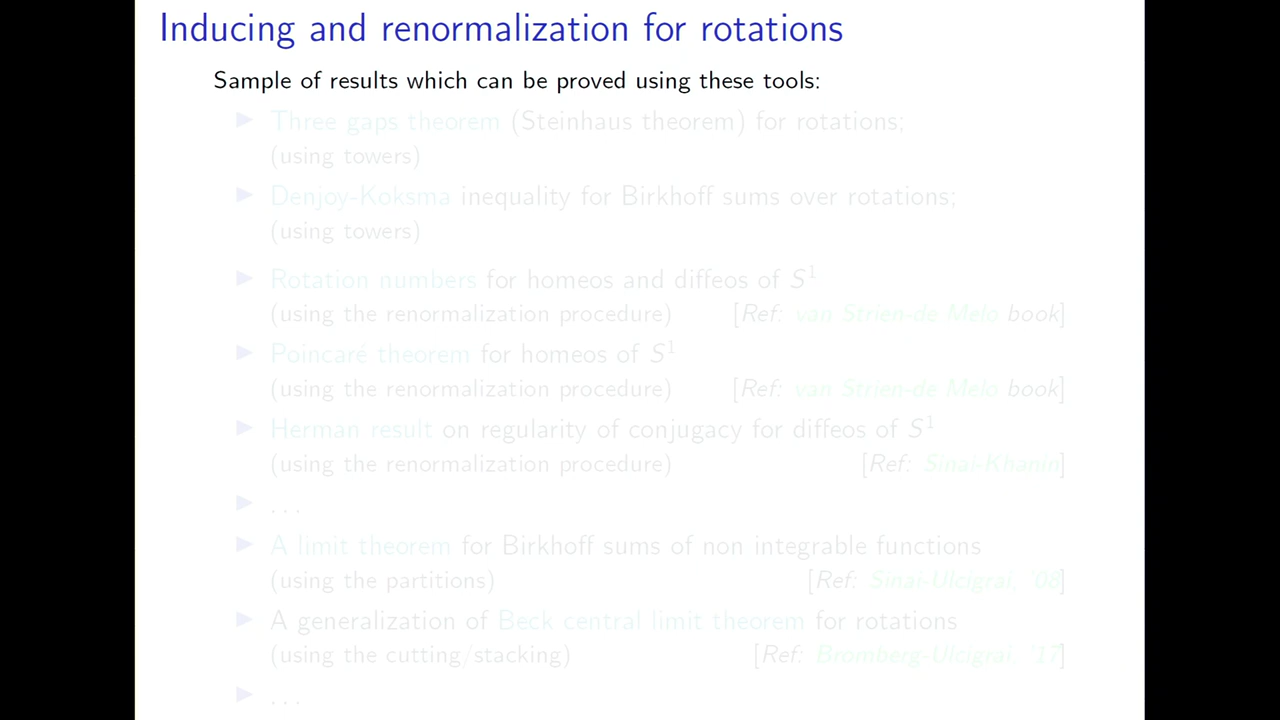 Inducing and renormalization for rotations
Sample of results which can be proved using these tools:
▶ Three gaps theorem (Steinhaus theorem) for rotations;
(using towers)
▶ Denjoy-Koksma inequality for Birkhoff sums over rotations;
(using towers)
▶ Rotation numbers for homeos and diffeos of S¹
(using the renormalization procedure) [Ref: van Strien-de Melo book]
▶ Poincaré theorem for homeos of S¹
(using the renormalization procedure) [Ref: van Strien-de Melo book]
▶ Herman result on regularity of conjugacy for diffeos of S¹
(using the renormalization procedure) [Ref: Sinai-Khanin]
▶ ...
▶ A limit theorem for Birkhoff sums of non integrable functions
(using the partitions) [Ref: Sinai-Ulcigrai, '08]
▶ A generalization of Beck central limit theorem for rotations
(using the cutting/stacking) [Ref: Bromberg-Ulcigrai, '17]
▶ ...